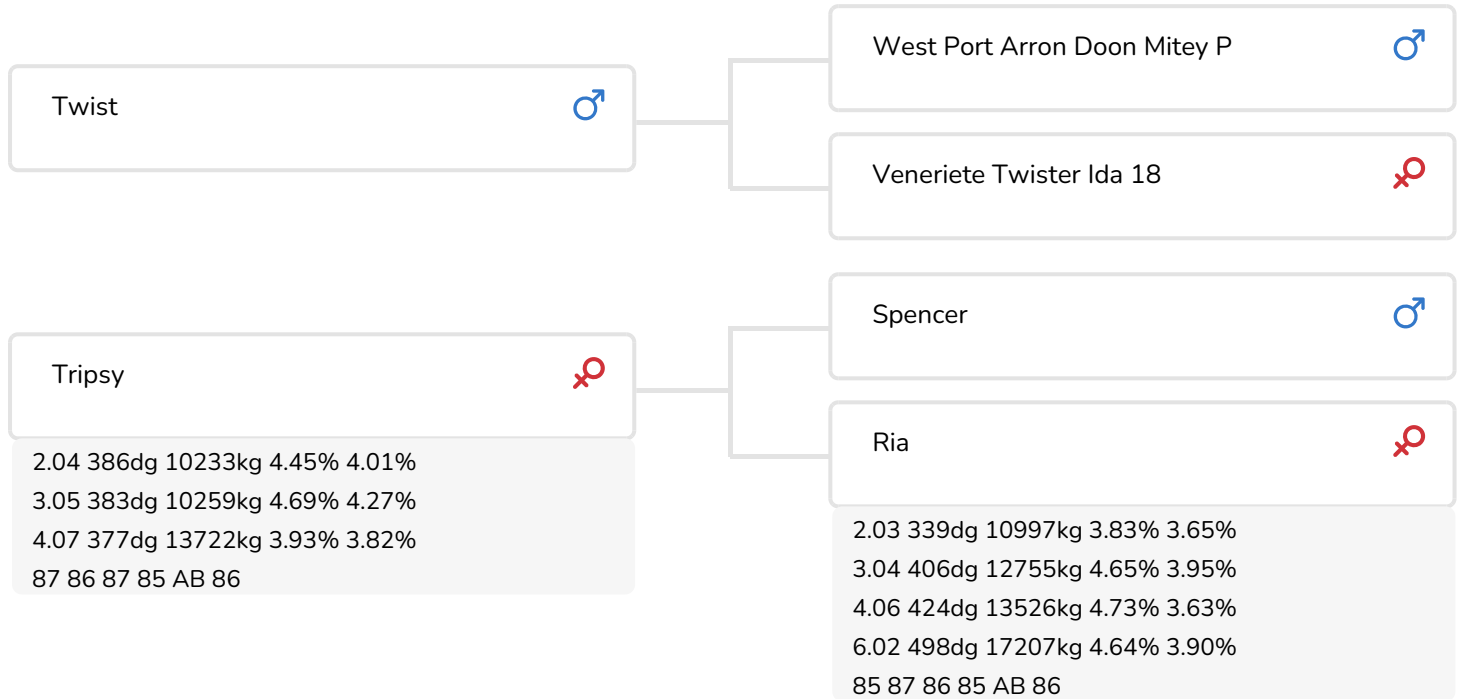 Twist
West Port Arron Doon Mitey P
Veneriete Twister Ida 18
Tripsy
2.04 386dg 10233kg 4.45% 4.01%
3.05 383dg 10259kg 4.69% 4.27%
4.07 377dg 13722kg 3.93% 3.82%
87 86 87 85 AB 86
Spencer
Ria
2.03 339dg 10997kg 3.83% 3.65%
3.04 406dg 12755kg 4.65% 3.95%
4.06 424dg 13526kg 4.73% 3.63%
6.02 498dg 17207kg 4.64% 3.90%
85 87 86 85 AB 86